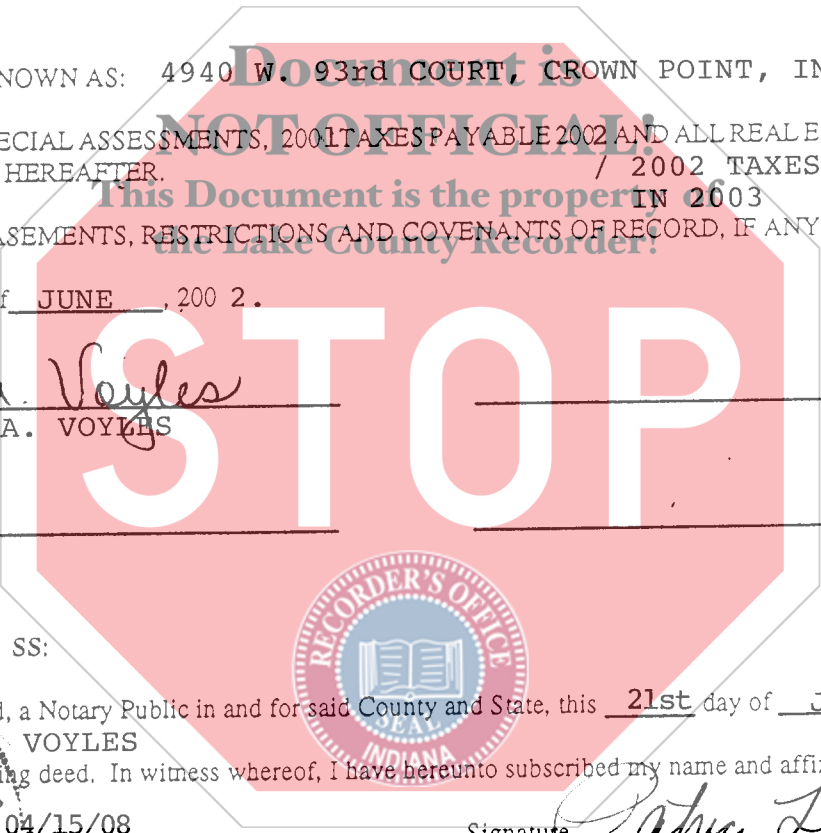 Document is
NOWN AS: 4940 W. 93rd COURT, CROWN POINT, IN
NOT OFFICIAL!
ECIAL ASSESSMENTS, 2001 TAXES PAYABLE 2002 AND ALL REAL E
HEREAFTER. / 2002 TAXES
This Document is the property of
IN 2003
ASEMENTS, RESTRICTIONS AND COVENANTS OF RECORD, IF ANY
the Lake County Recorder!
f JUNE , 200 2.
STOP
Voyles
A. VOYLES
RECORDER'S OFFICE
SEAL
INDIANA
SS:
d, a Notary Public in and for said County and State, this 21st day of J
VOYLES
ing deed. In witness whereof, I have hereunto subscribed my name and affi
04/15/08
Signature